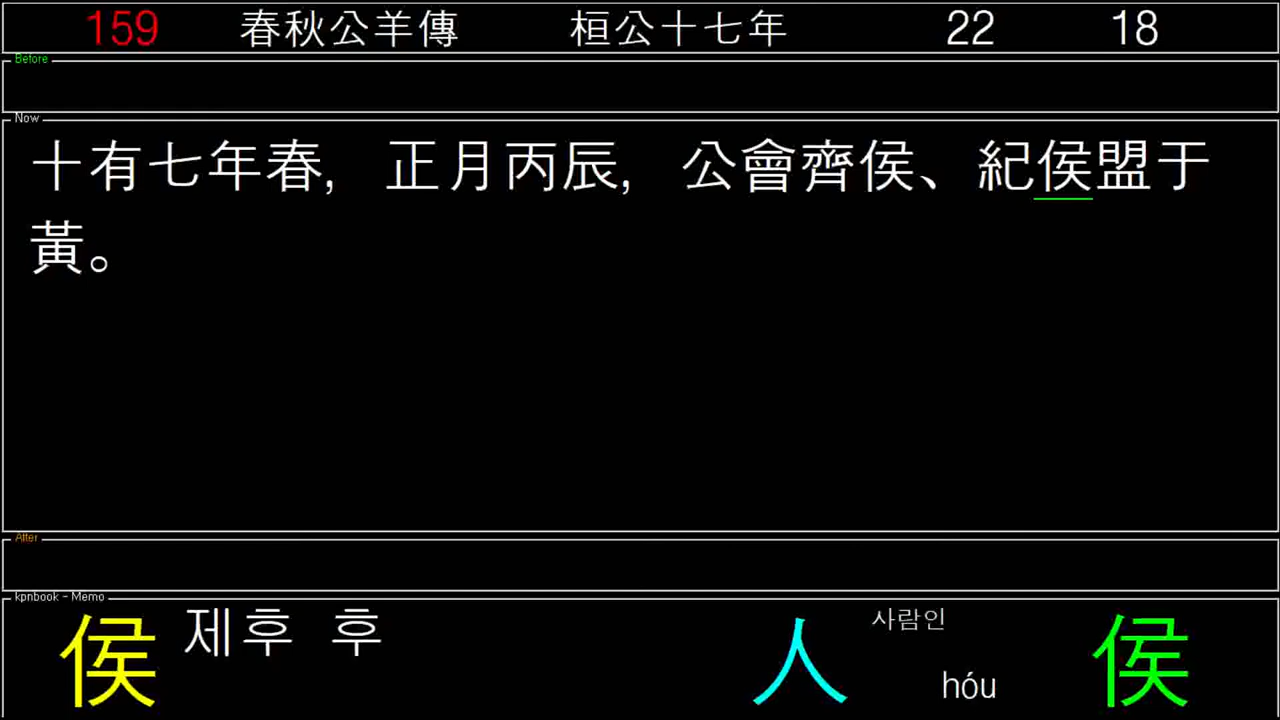 159 春秋公羊傳 桓公十七年 22 18
Before
Now
十有七年春, 正月丙辰, 公會齊侯、紀侯盟于
黃。
After
kpnbook - Memo
侯 제후 후 人 사람인 hóu 侯